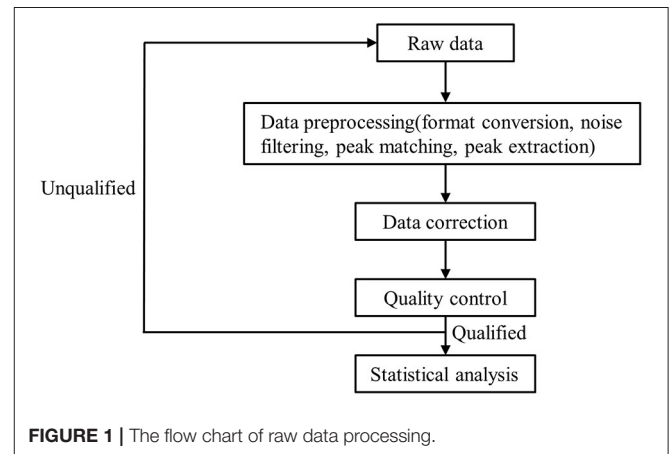 Raw data
Data preprocessing(format conversion, noise
filtering, peak matching, peak extraction)
Unqualified
Data correction
Quality control
Qualified
Statistical analysis
FIGURE 1 | The flow chart of raw data processing.